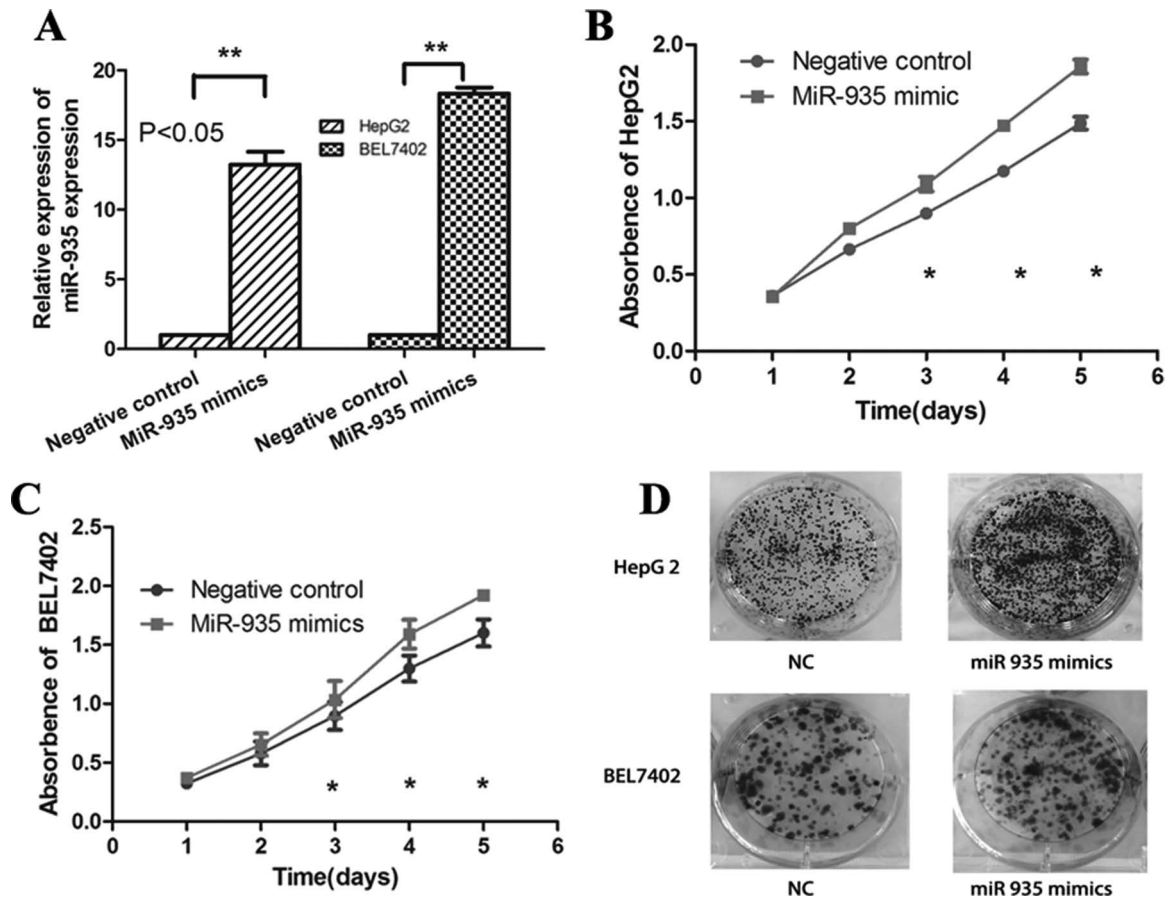 A
**
**
20
15
10
5
0
P<0.05
HepG2
BEL7402
Relative expression of
miR-935 expression
Negative control
MiR-935 mimics
Negative control
MiR-935 mimics
B
2.0
1.5
1.0
0.5
0.0
Negative control
MiR-935 mimic
Absorbence of HepG2
* * *
0 1 2 3 4 5 6
Time(days)
C
2.5
2.0
1.5
1.0
0.5
0.0
Negative control
MiR-935 mimics
Absorbence of BEL7402
* * *
0 1 2 3 4 5 6
Time(days)
D
HepG 2
NC
miR 935 mimics
BEL7402
NC
miR 935 mimics